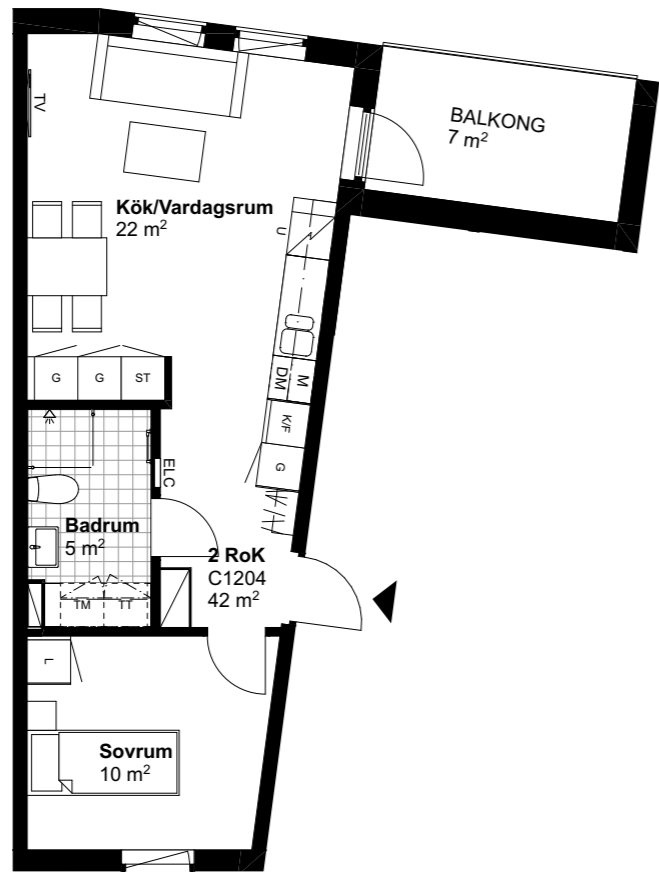 BALKONG
7 m²
TV
Kök/Vardagsrum
22 m²
U
G
G
ST
DM
M
K/F
G
ELC
Badrum
5 m²
2 RoK
C1204
42 m²
TM
TT
L
Sovrum
10 m²